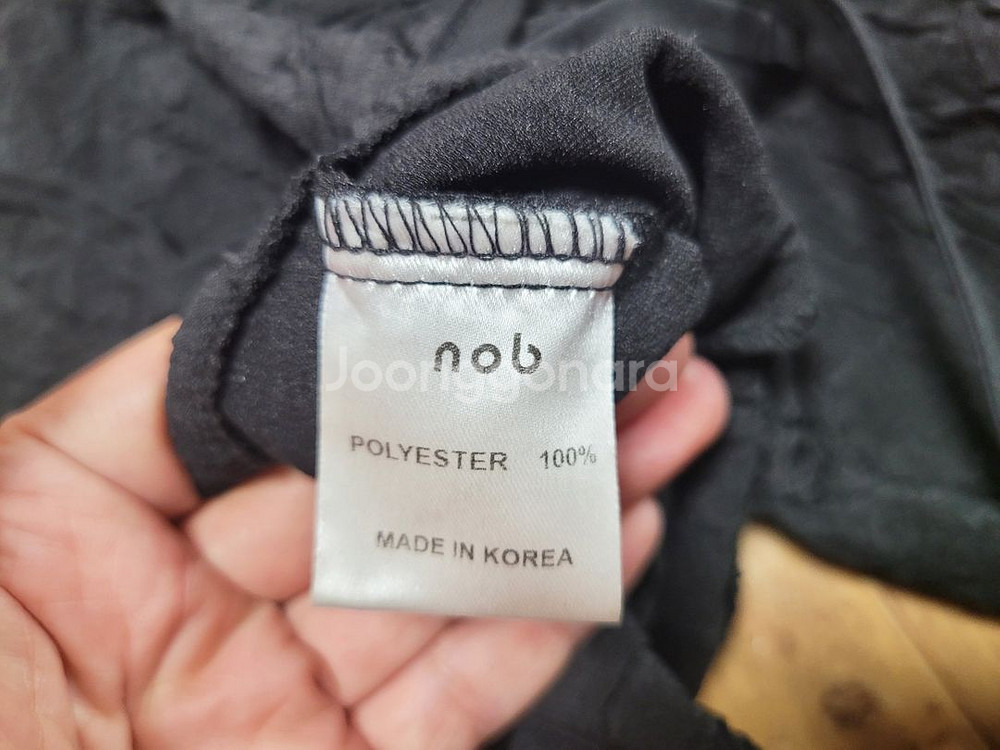 nob
Joonggonara
POLYESTER 100%
MADE IN KOREA